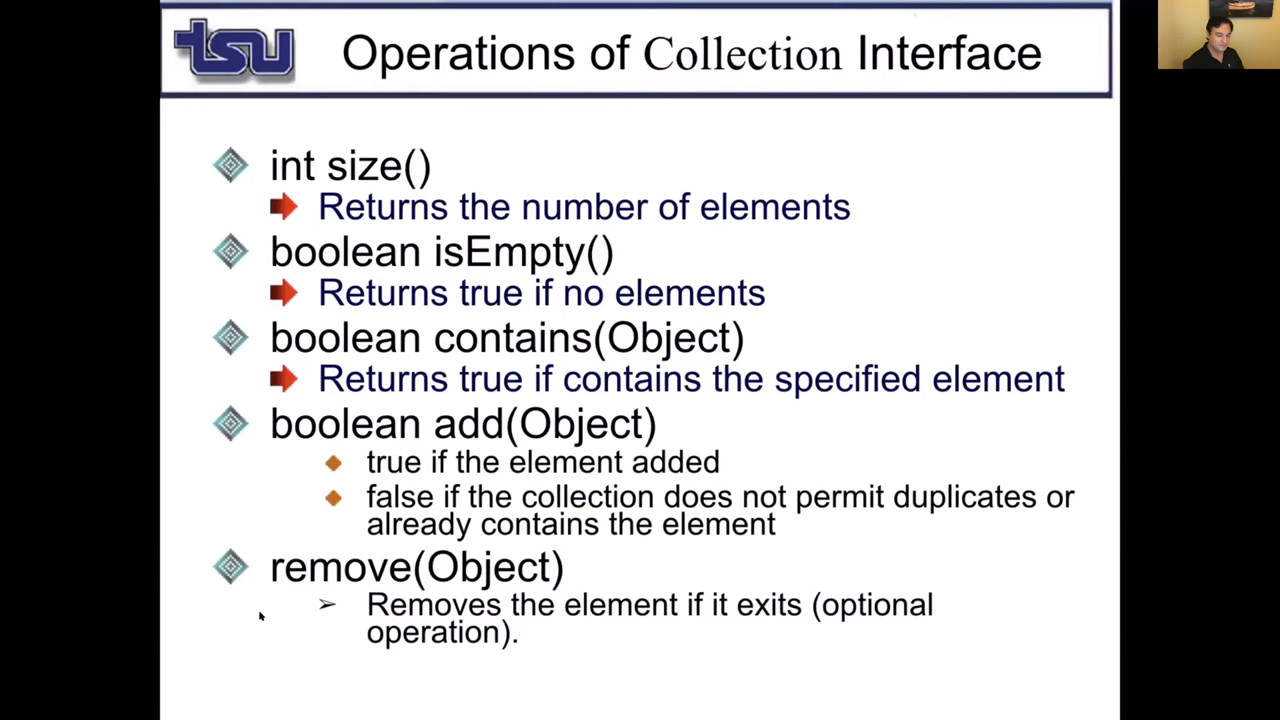 tsu
Operations of Collection Interface
int size()
Returns the number of elements
boolean isEmpty()
Returns true if no elements
boolean contains(Object)
Returns true if contains the specified element
boolean add(Object)
true if the element added
false if the collection does not permit duplicates or
already contains the element
remove(Object)
Removes the element if it exits (optional
operation).